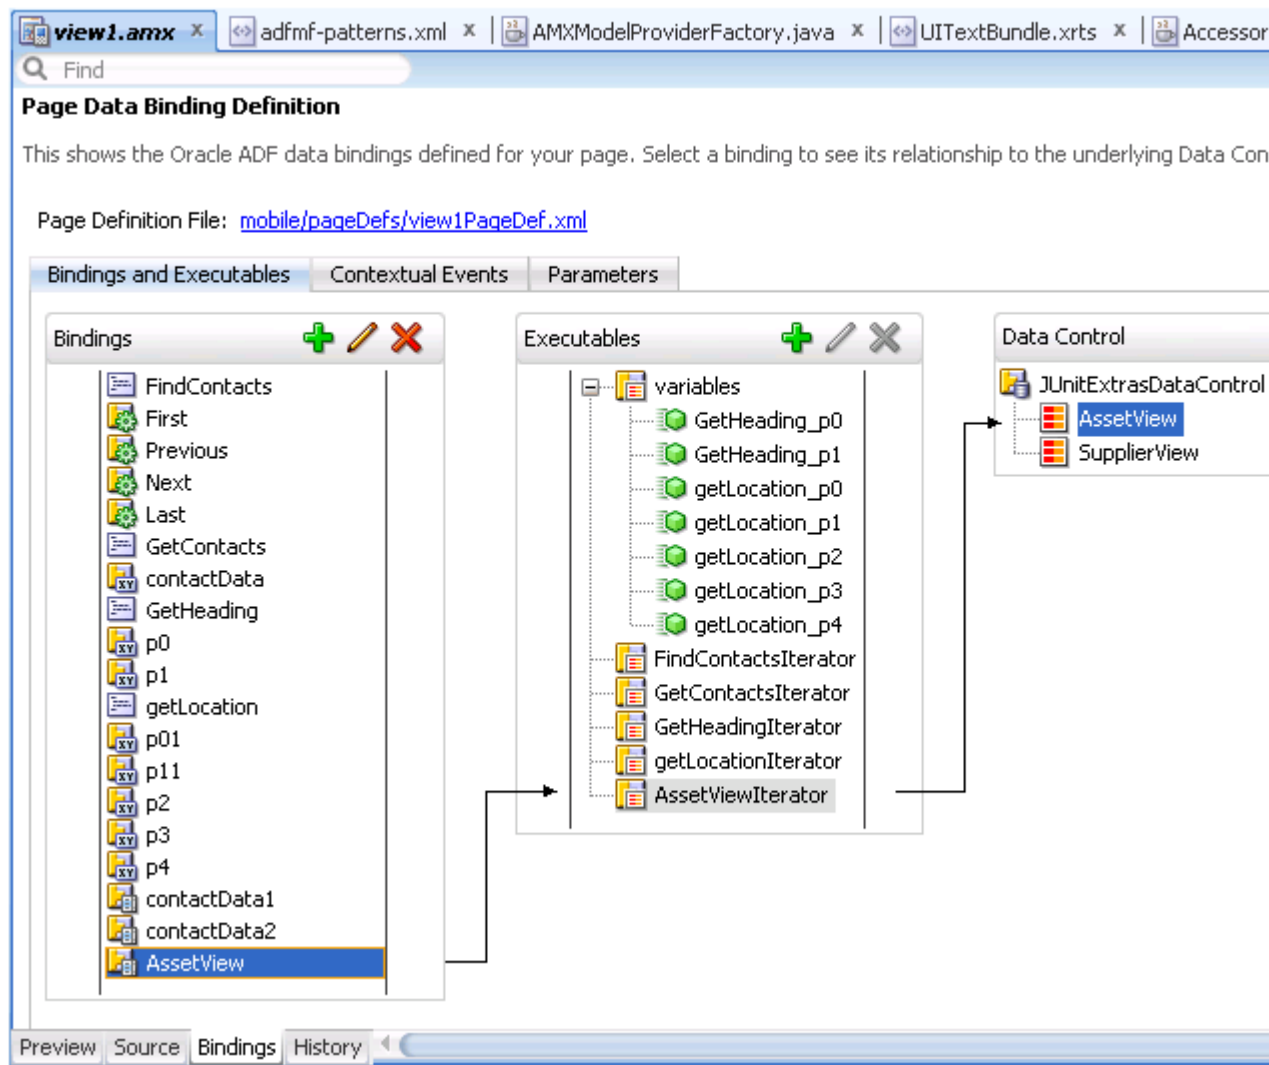 view1.amx x adfmf-patterns.xml x AMXModelProviderFactory.java x UITextBundle.xrts x Accessor
Find
Page Data Binding Definition
This shows the Oracle ADF data bindings defined for your page. Select a binding to see its relationship to the underlying Data Con
Page Definition File: mobile/pageDefs/view1PageDef.xml
Bindings and Executables Contextual Events Parameters
Bindings
FindContacts
First
Previous
Next
Last
GetContacts
contactData
GetHeading
p0
p1
getLocation
p01
p11
p2
p3
p4
contactData1
contactData2
AssetView
Executables
variables
GetHeading_p0
GetHeading_p1
getLocation_p0
getLocation_p1
getLocation_p2
getLocation_p3
getLocation_p4
FindContactsIterator
GetContactsIterator
GetHeadingIterator
getLocationIterator
AssetViewIterator
Data Control
JUnitExtrasDataControl
AssetView
SupplierView
Preview Source Bindings History